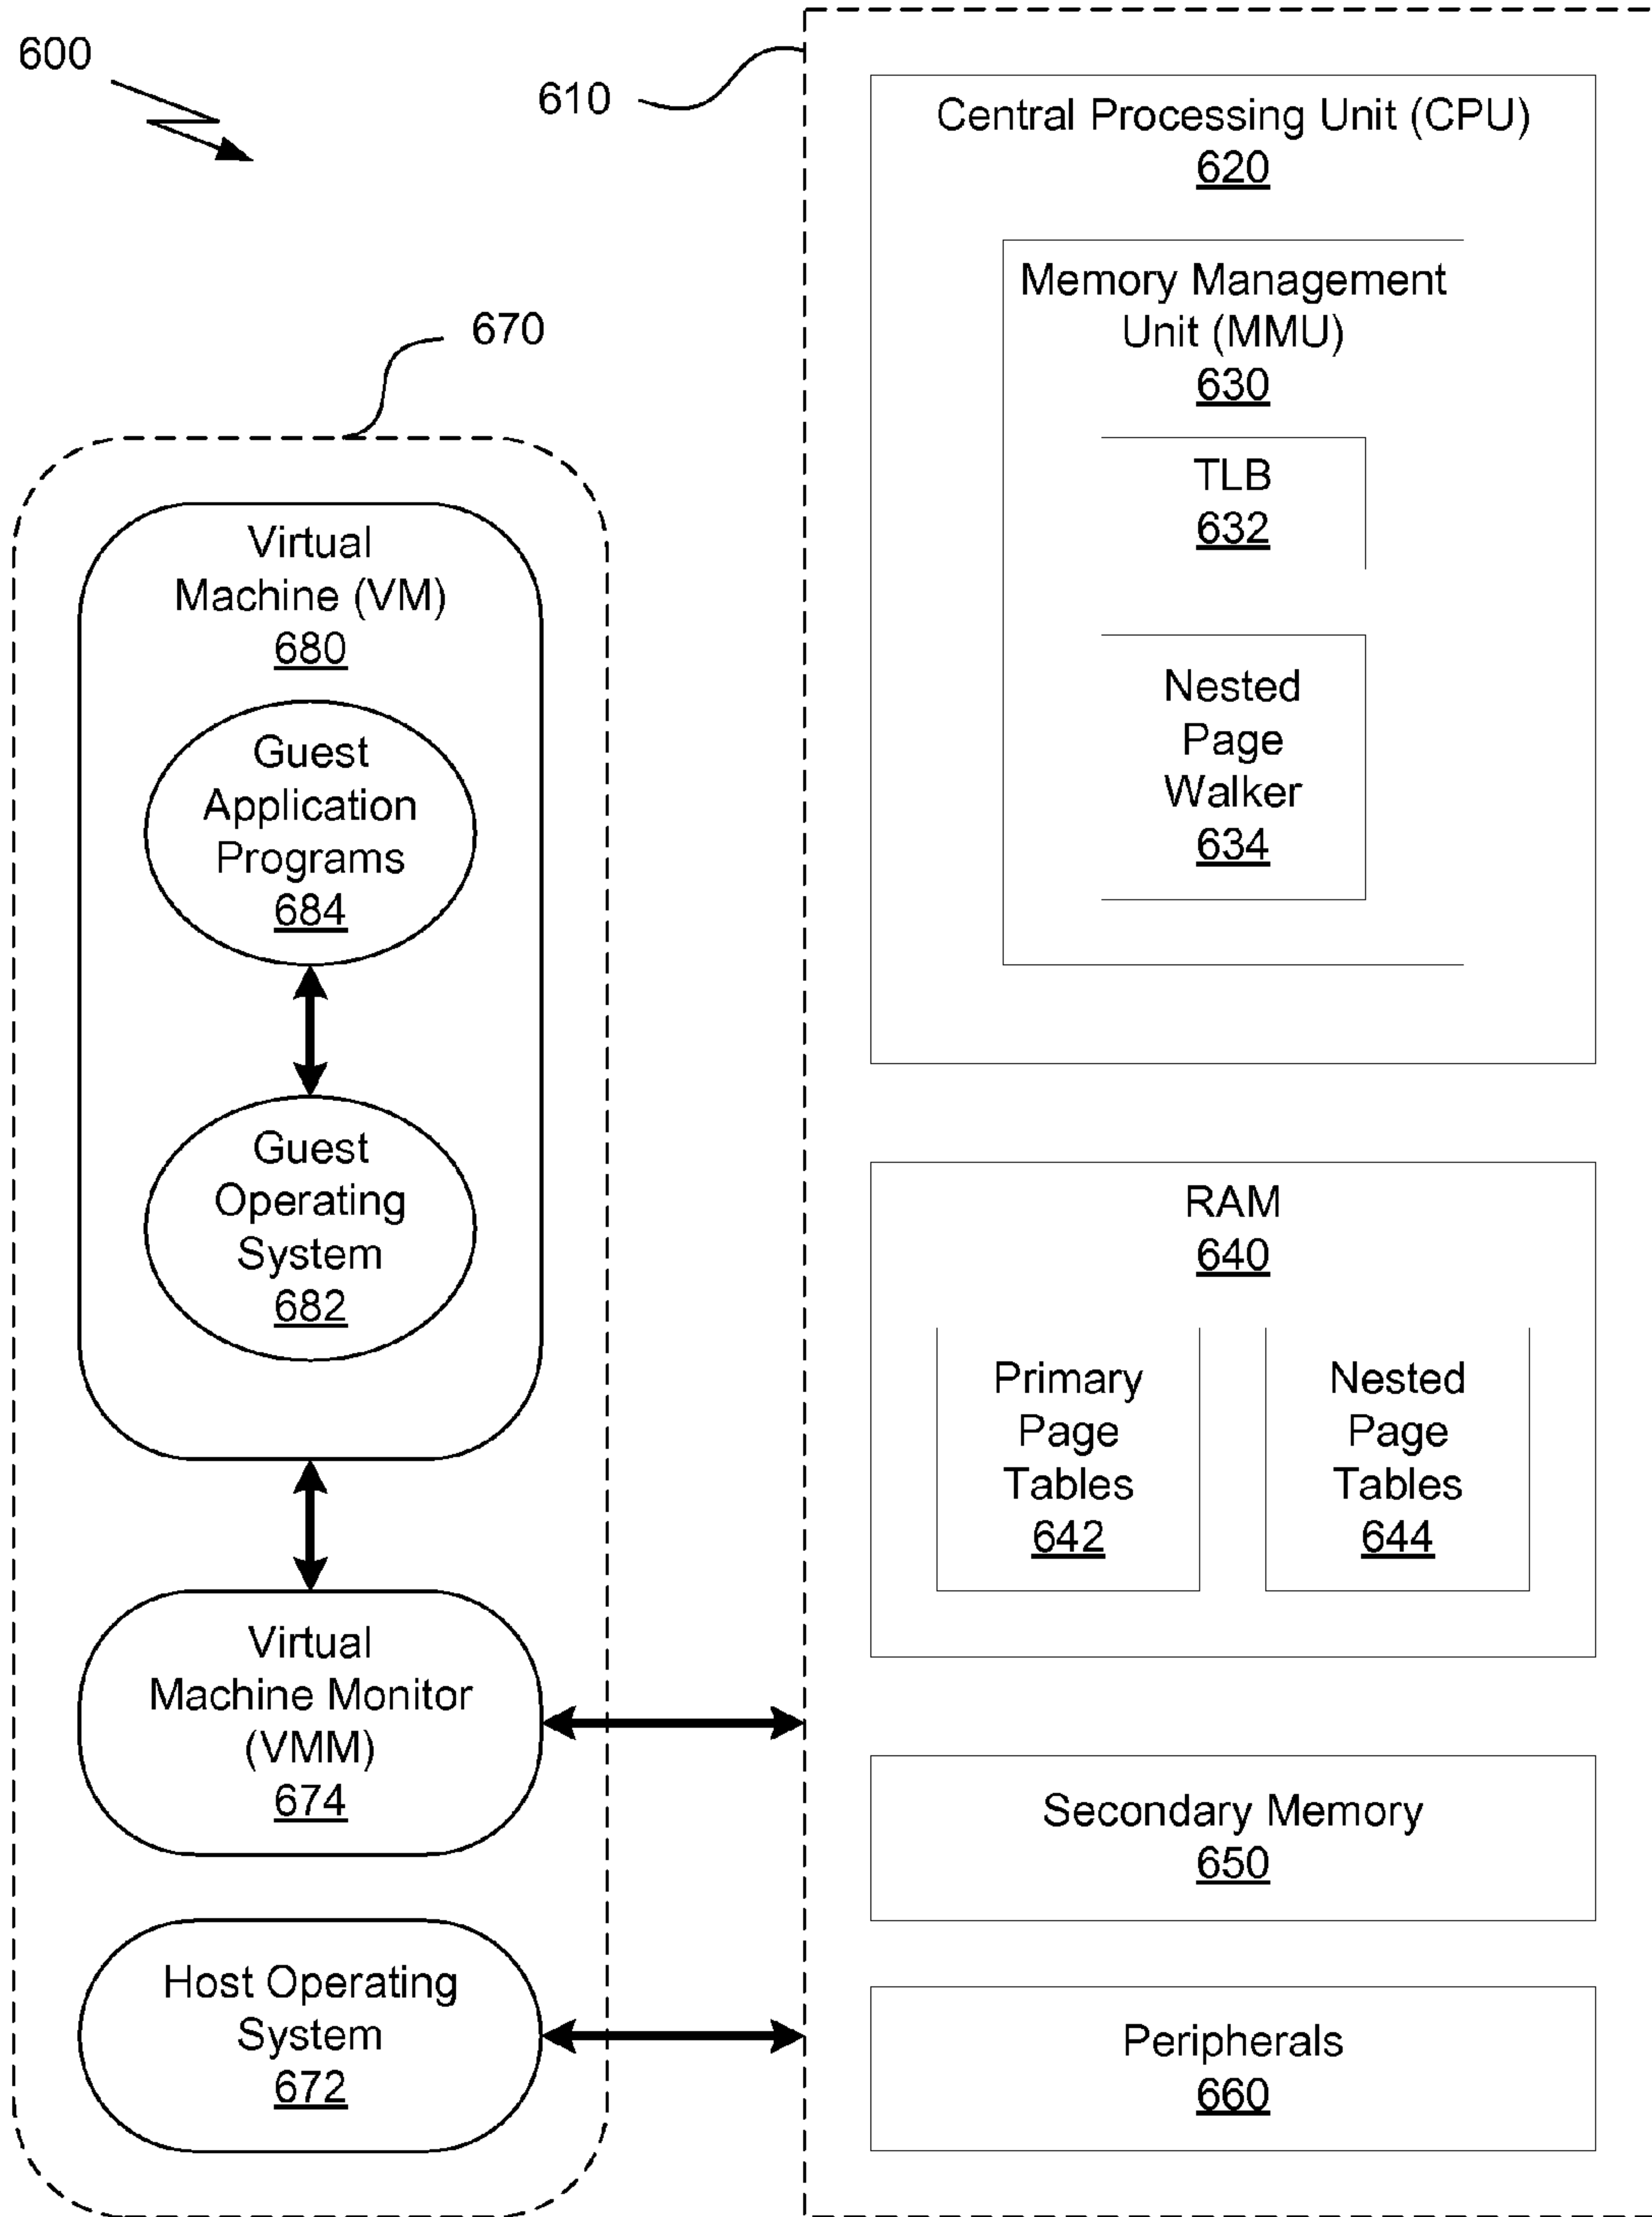 600
610
Central Processing Unit (CPU)
620
Memory Management
Unit (MMU)
630
TLB
632
Nested
Page
Walker
634
670
Virtual
Machine (VM)
680
Guest
Application
Programs
684
Guest
Operating
System
682
RAM
640
Primary
Page
Tables
642
Nested
Page
Tables
644
Virtual
Machine Monitor
(VMM)
674
Secondary Memory
650
Host Operating
System
672
Peripherals
660